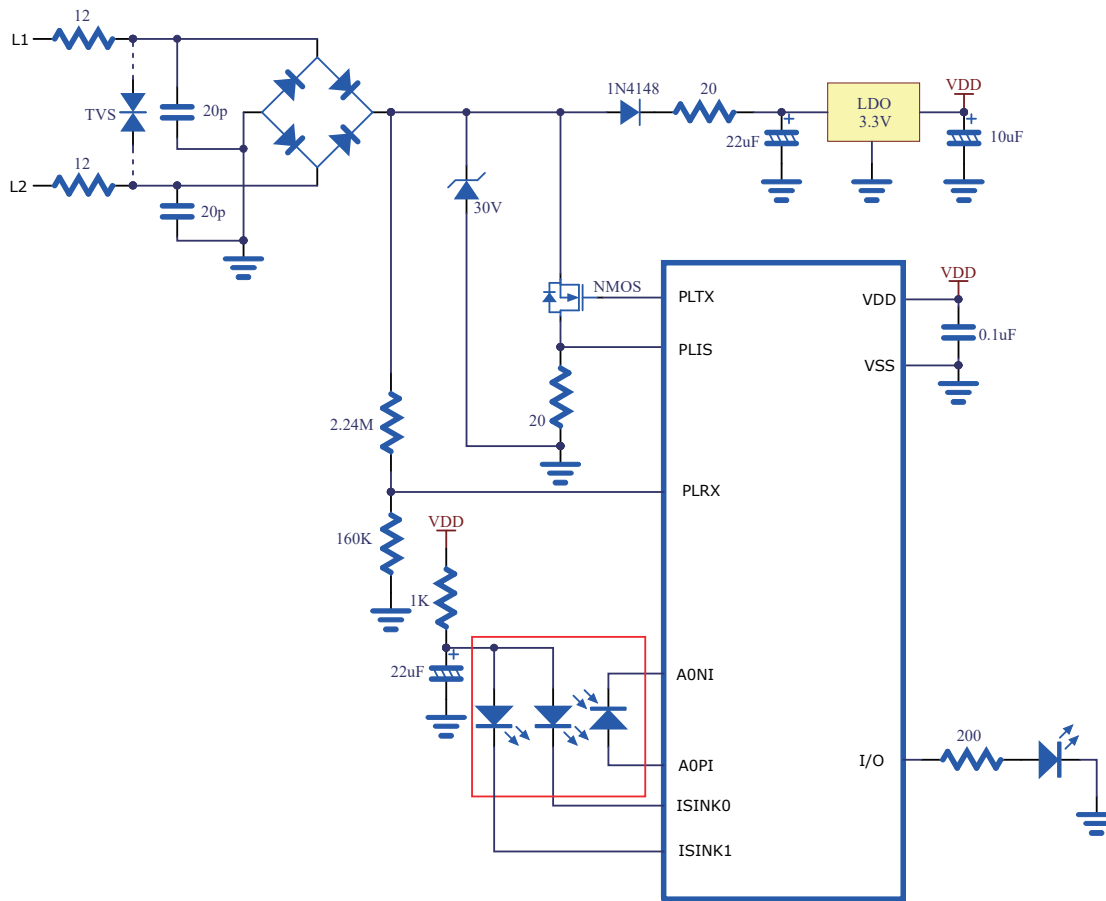 12
L1
TVS
20p
12
L2
20p
1N4148
20
22uF
LDO
3.3V
VDD
10uF
30V
NMOS
PLTX
PLIS
20
VDD
VDD
0.1uF
VSS
2.24M
PLRX
160K
VDD
1K
22uF
A0NI
A0PI
ISINK0
ISINK1
I/O
200